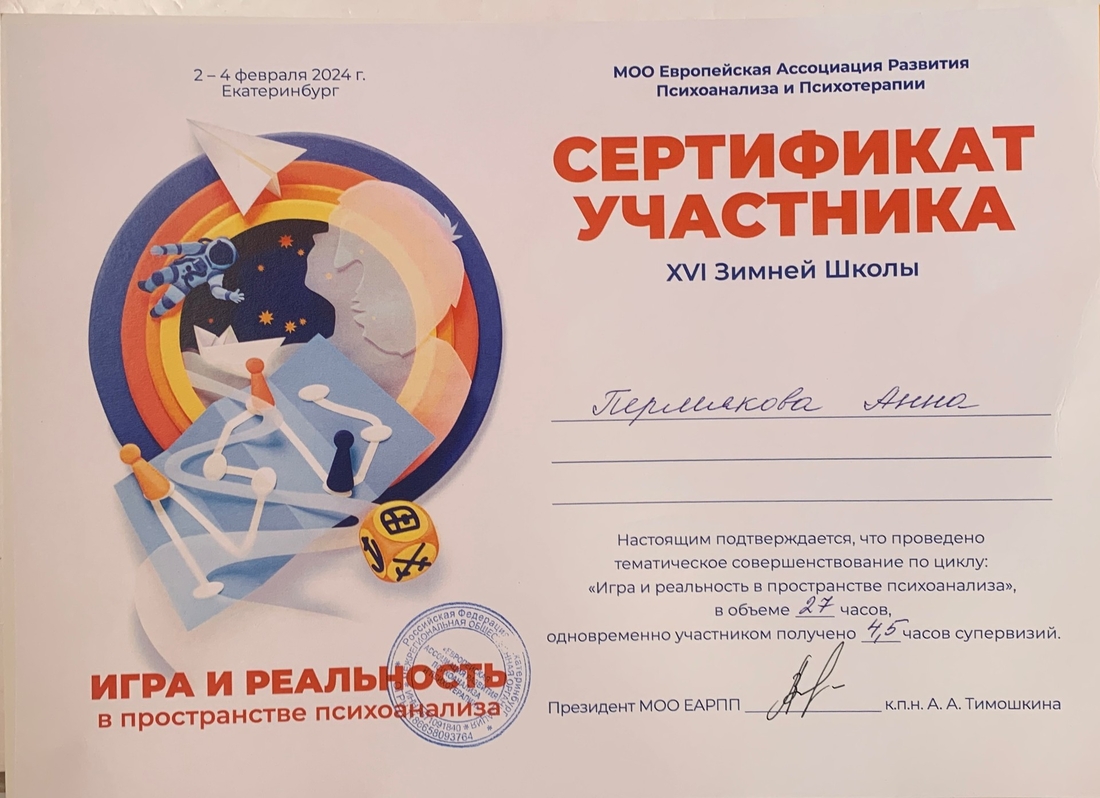 2 – 4 февраля 2024 г.
Екатеринбург
МОО Европейская Ассоциация Развития
Психоанализа и Психотерапии
СЕРТИФИКАТ
УЧАСТНИКА
XVI Зимней Школы
Пермякова Анна
Настоящим подтверждается, что проведено
тематическое совершенствование по циклу:
«Игра и реальность в пространстве психоанализа»,
в объеме 27 часов,
одновременно участником получено 4,5 часов супервизий.
Президент МОО ЕАРПП к.п.н. А. А. Тимошкина
ИГРА И РЕАЛЬНОСТЬ
в пространстве психоанализа
Российская Федерация